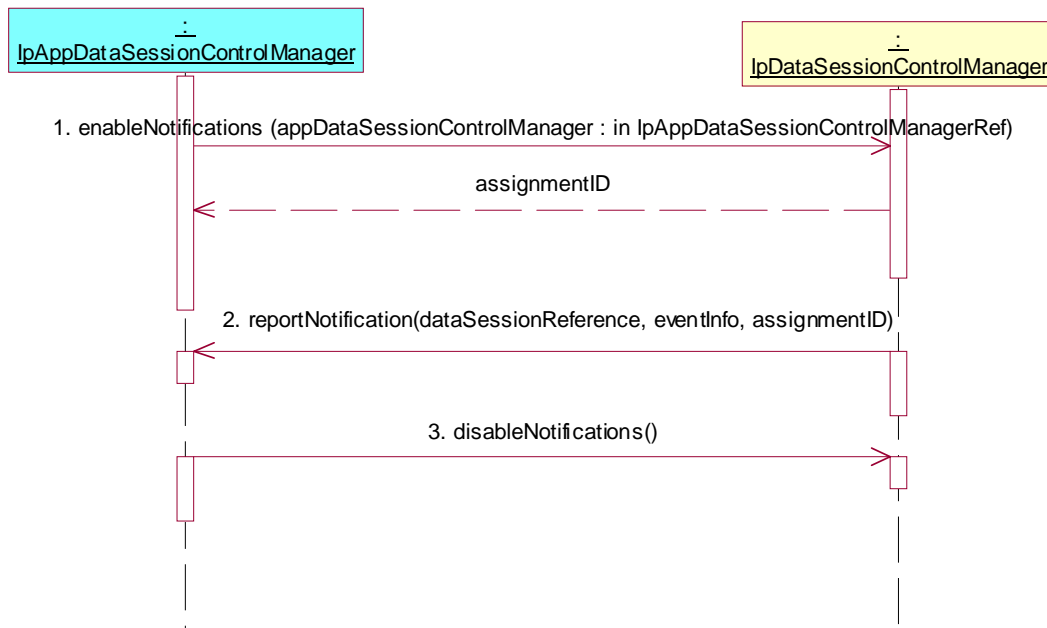 :
IpAppDataSessionControlManager
:
IpDataSessionControlManager
1. enableNotifications (appDataSessionControlManager : in IpAppDataSessionControlManagerRef)
assignmentID
2. reportNotification(dataSessionReference, eventInfo, assignmentID)
3. disableNotifications()